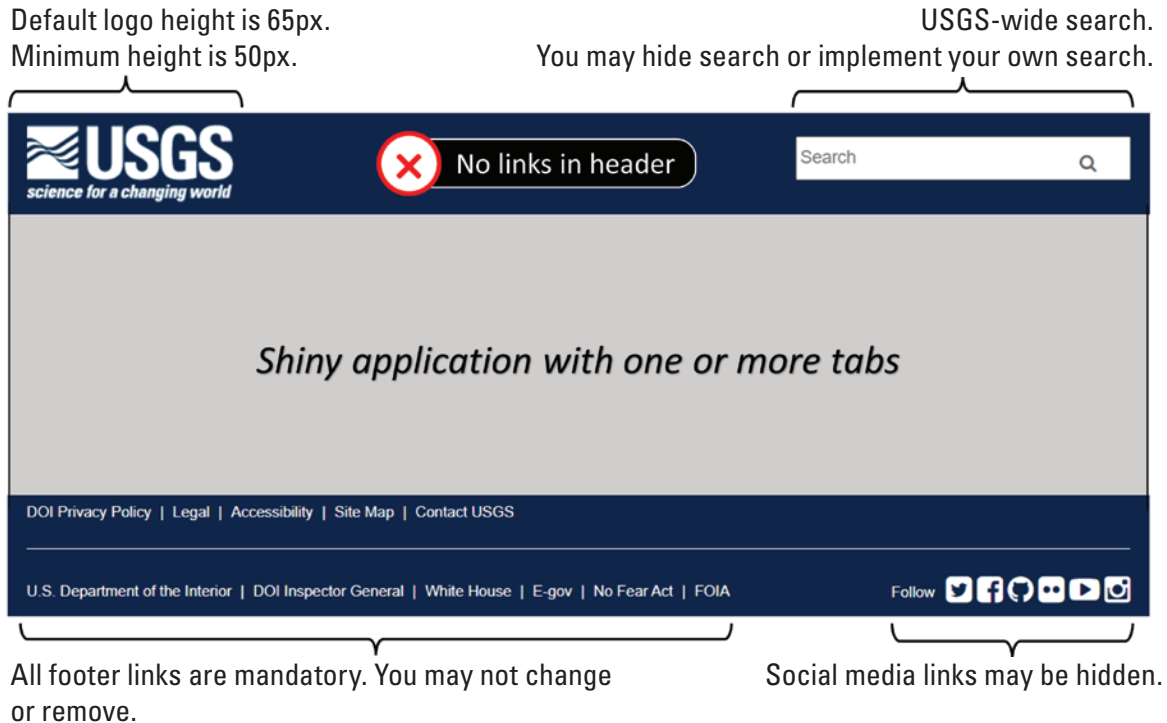 Default logo height is 65px.
Minimum height is 50px.
USGS-wide search.
You may hide search or implement your own search.
USGS
science for a changing world
No links in header
Search
Shiny application with one or more tabs
DOI Privacy Policy | Legal | Accessibility | Site Map | Contact USGS
U.S. Department of the Interior | DOI Inspector General | White House | E-gov | No Fear Act | FOIA
Follow
All footer links are mandatory. You may not change
or remove.
Social media links may be hidden.